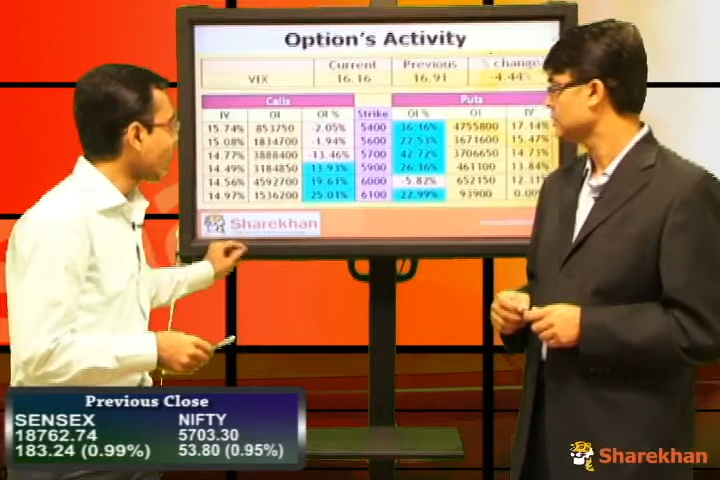 Option's Activity
Current Previous % change
VIX 16.16 16.91 -4.44%
Calls Puts
IV OI OI % Strike OI % OI IV
15.74% 853750 -2.05% 5400 36.16% 4755800 17.14%
15.08% 1834700 -1.94% 5600 22.53% 3671600 15.47%
14.77% 3888400 -13.46% 5700 42.72% 3706650 14.73%
14.49% 3184850 13.93% 5900 26.16% 461100 13.84%
14.56% 4592700 19.61% 6000 -5.82% 652150 12.11%
14.97% 1536200 25.01% 6100 22.99% 93900 0.00%
Sharekhan
Previous Close
SENSEX NIFTY
18762.74 5703.30
183.24 (0.99%) 53.80 (0.95%)
Sharekhan